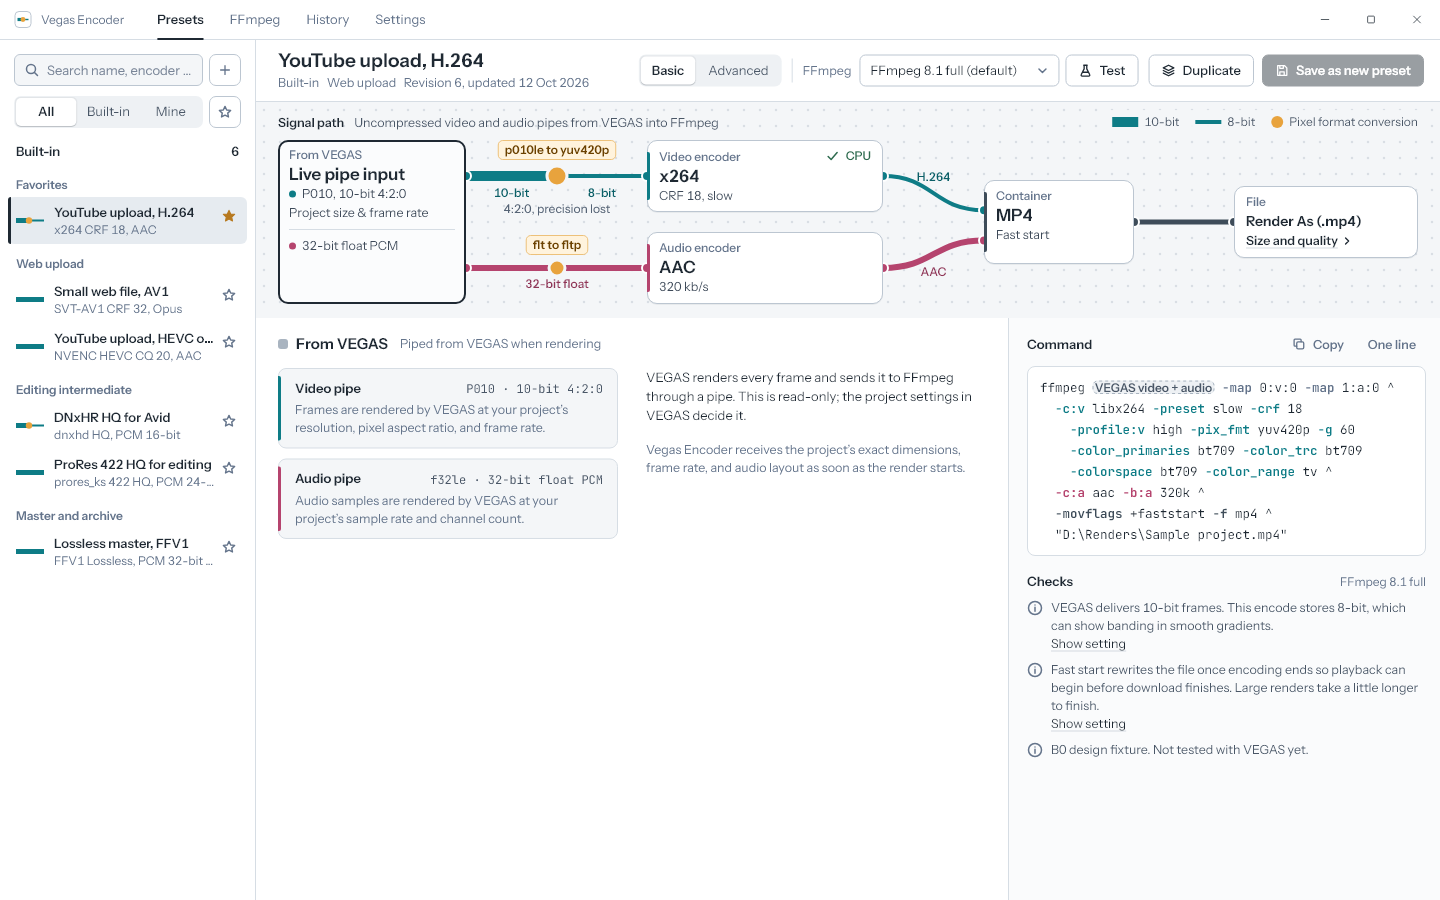 Vegas Encoder
Presets
FFmpeg
History
Settings
Search name, encoder ...
All
Built-in
Mine
Built-in
6
Favorites
YouTube upload, H.264
x264 CRF 18, AAC
Web upload
Small web file, AV1
SVT-AV1 CRF 32, Opus
YouTube upload, HEVC o...
NVENC HEVC CQ 20, AAC
Editing intermediate
DNxHR HQ for Avid
dnxhd HQ, PCM 16-bit
ProRes 422 HQ for editing
prores_ks 422 HQ, PCM 24-...
Master and archive
Lossless master, FFV1
FFV1 Lossless, PCM 32-bit ...
YouTube upload, H.264
Built-in Web upload Revision 6, updated 12 Oct 2026
Basic
Advanced
FFmpeg
FFmpeg 8.1 full (default)
Test
Duplicate
Save as new preset
Signal path Uncompressed video and audio pipes from VEGAS into FFmpeg
10-bit
8-bit
Pixel format conversion
From VEGAS
Live pipe input
P010, 10-bit 4:2:0
Project size & frame rate
32-bit float PCM
p010le to yuv420p
10-bit
8-bit
4:2:0, precision lost
flt to fltp
32-bit float
Video encoder
CPU
x264
CRF 18, slow
Audio encoder
AAC
320 kb/s
H.264
AAC
Container
MP4
Fast start
File
Render As (.mp4)
Size and quality
From VEGAS Piped from VEGAS when rendering
Video pipe
P010 · 10-bit 4:2:0
Frames are rendered by VEGAS at your project's
resolution, pixel aspect ratio, and frame rate.
Audio pipe
f32le · 32-bit float PCM
Audio samples are rendered by VEGAS at your
project's sample rate and channel count.
VEGAS renders every frame and sends it to FFmpeg
through a pipe. This is read-only; the project settings in
VEGAS decide it.
Vegas Encoder receives the project's exact dimensions,
frame rate, and audio layout as soon as the render starts.
Command
Copy
One line
ffmpeg VEGAS video + audio -map 0:v:0 -map 1:a:0 ^
-c:v libx264 -preset slow -crf 18
-profile:v high -pix_fmt yuv420p -g 60
-color_primaries bt709 -color_trc bt709
-colorspace bt709 -color_range tv ^
-c:a aac -b:a 320k ^
-movflags +faststart -f mp4 ^
"D:\Renders\Sample project.mp4"
Checks
FFmpeg 8.1 full
VEGAS delivers 10-bit frames. This encode stores 8-bit, which
can show banding in smooth gradients.
Show setting
Fast start rewrites the file once encoding ends so playback can
begin before download finishes. Large renders take a little longer
to finish.
Show setting
B0 design fixture. Not tested with VEGAS yet.